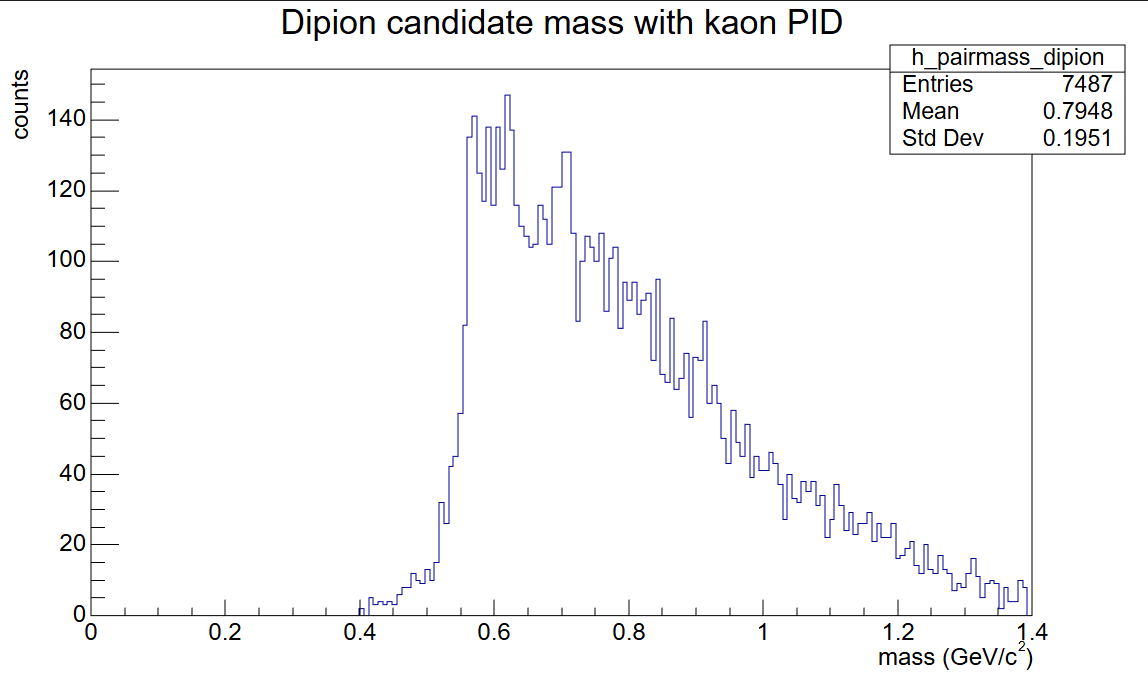 Dipion candidate mass with kaon PID
h_pairmass_dipion
Entries 7487
Mean 0.7948
Std Dev 0.1951
counts
140
120
100
80
60
40
20
0
0 0.2 0.4 0.6 0.8 1 1.2 1.4
mass (GeV/c²)